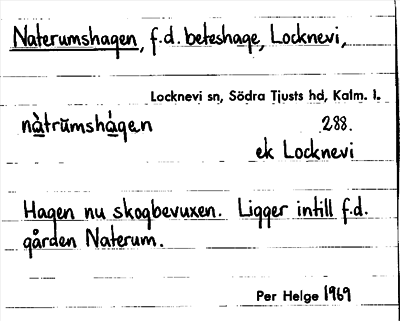 Naterumshagen, f.d. beteshage, Locknevi,
Locknevi sn, Södra Tjusts hd, Kalm. l.
nàtrŭmshágen 288.
ek Locknevi
Hagen nu skogbevuxen. Ligger intill f.d.
gården Naterum.
Per Helge 1969